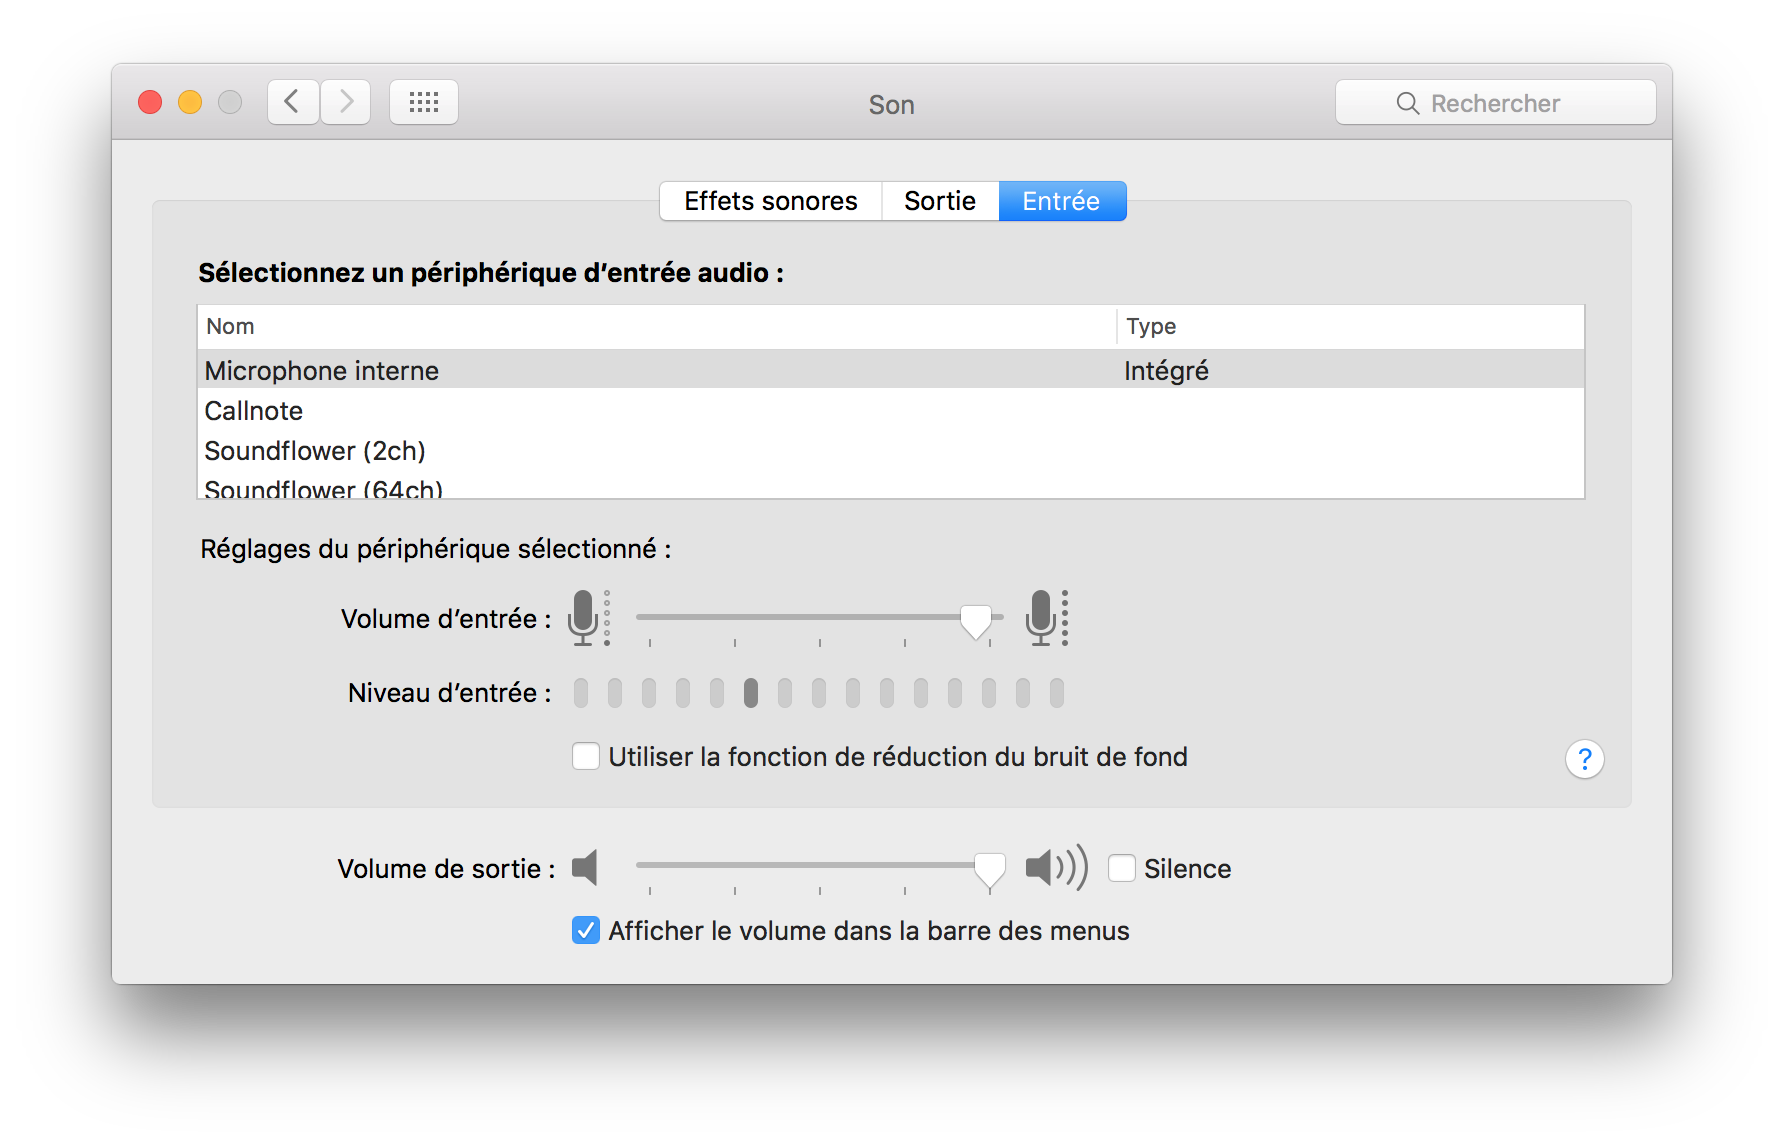 Son
Rechercher
Effets sonores
Sortie
Entrée
Sélectionnez un périphérique d’entrée audio :
Nom
Type
Microphone interne
Intégré
Callnote
Soundflower (2ch)
Soundflower (64ch)
Réglages du périphérique sélectionné :
Volume d’entrée :
Niveau d’entrée :
Utiliser la fonction de réduction du bruit de fond
?
Volume de sortie :
Silence
Afficher le volume dans la barre des menus